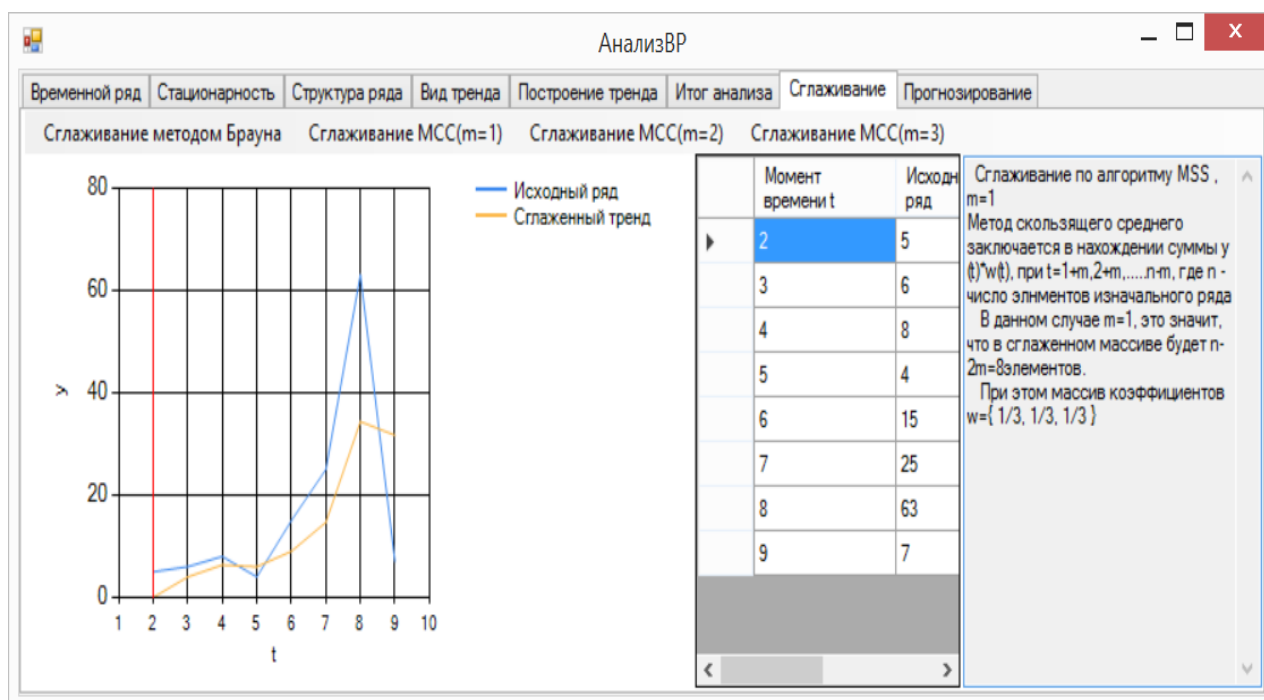 АнализВР
Временной ряд Стационарность Структура ряда Вид тренда Построение тренда Итог анализа Сглаживание Прогнозирование
Сглаживание методом Брауна Сглаживание МСС(m=1) Сглаживание МСС(m=2) Сглаживание МСС(m=3)
80
60
40
20
0
y
1 2 3 4 5 6 7 8 9 10
t
Исходный ряд
Сглаженный тренд
Момент Исходн
времени t ряд
2 5
3 6
4 8
5 4
6 15
7 25
8 63
9 7
Сглаживание по алгоритму MSS ,
m=1
Метод скользящего среднего
заключается в нахождении суммы y
(t)*w(t), при t=1+m,2+m,.....n-m, где n -
число элнментов изначального ряда
В данном случае m=1, это значит,
что в сглаженном массиве будет n-
2m=8элементов.
При этом массив коэффициентов
w={ 1/3, 1/3, 1/3 }